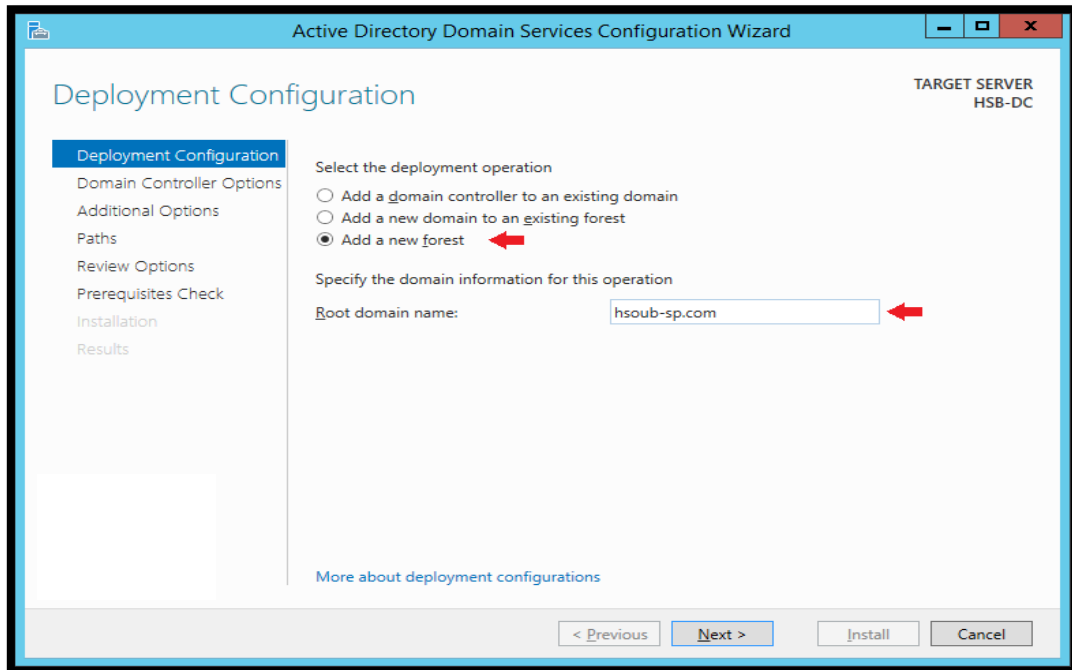 Active Directory Domain Services Configuration Wizard
Deployment Configuration
TARGET SERVER
HSB-DC
Deployment Configuration
Domain Controller Options
Additional Options
Paths
Review Options
Prerequisites Check
Installation
Results
Select the deployment operation
Add a domain controller to an existing domain
Add a new domain to an existing forest
Add a new forest
Specify the domain information for this operation
Root domain name:
hsoub-sp.com
More about deployment configurations
< Previous
Next >
Install
Cancel